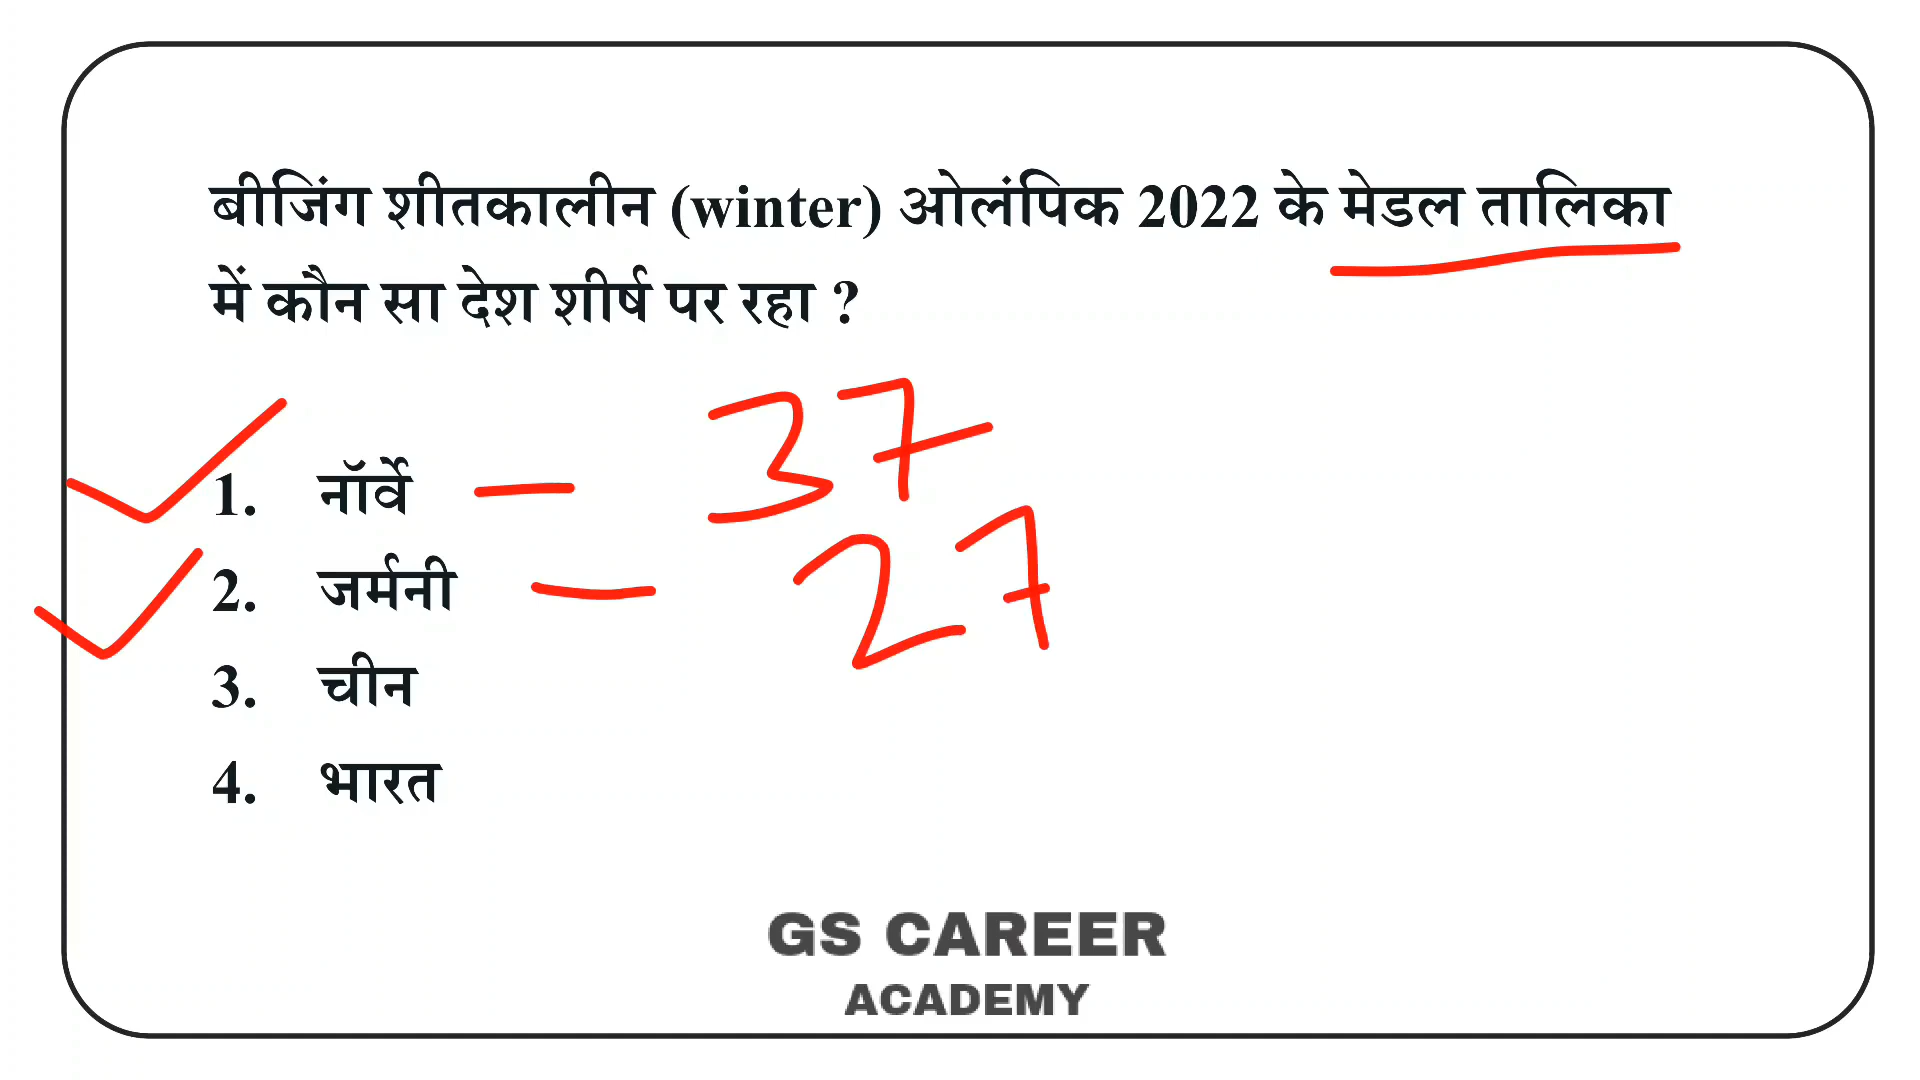 बीजिंग शीतकालीन (winter) ओलंपिक 2022 के मेडल तालिका
में कौन सा देश शीर्ष पर रहा ?
1. नॉर्वे — 37
2. जर्मनी — 27
3. चीन
4. भारत
GS CAREER
ACADEMY